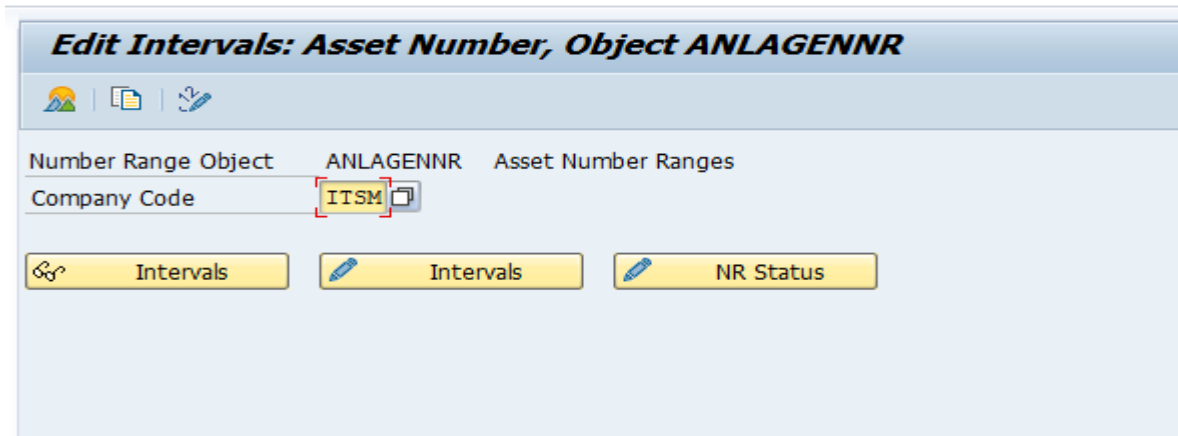 Edit Intervals: Asset Number, Object ANLAGENNR
Number Range Object ANLAGENNR Asset Number Ranges
Company Code ITSM
Intervals Intervals NR Status